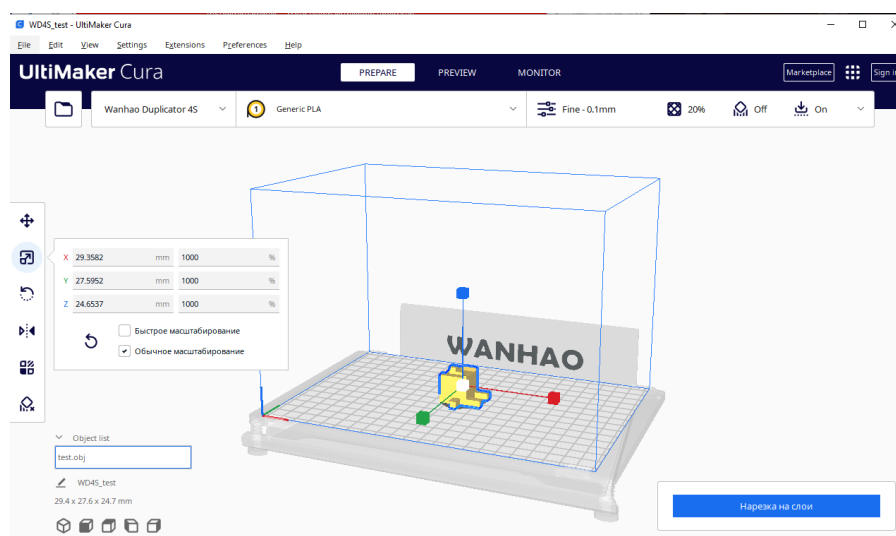 WD4S_test - UltiMaker Cura
File Edit View Settings Extensions Preferences Help
UltiMaker Cura PREPARE PREVIEW MONITOR Marketplace Sign in
Wanhao Duplicator 4S 1 Generic PLA Fine - 0.1mm 20% Off On
X 29.3582 mm 1000 %
Y 27.5952 mm 1000 %
Z 24.6537 mm 1000 %
Быстрое масштабирование
Обычное масштабирование
WANHAO
Object list
test.obj
WD4S_test
29.4 x 27.6 x 24.7 mm
Нарезка на слои